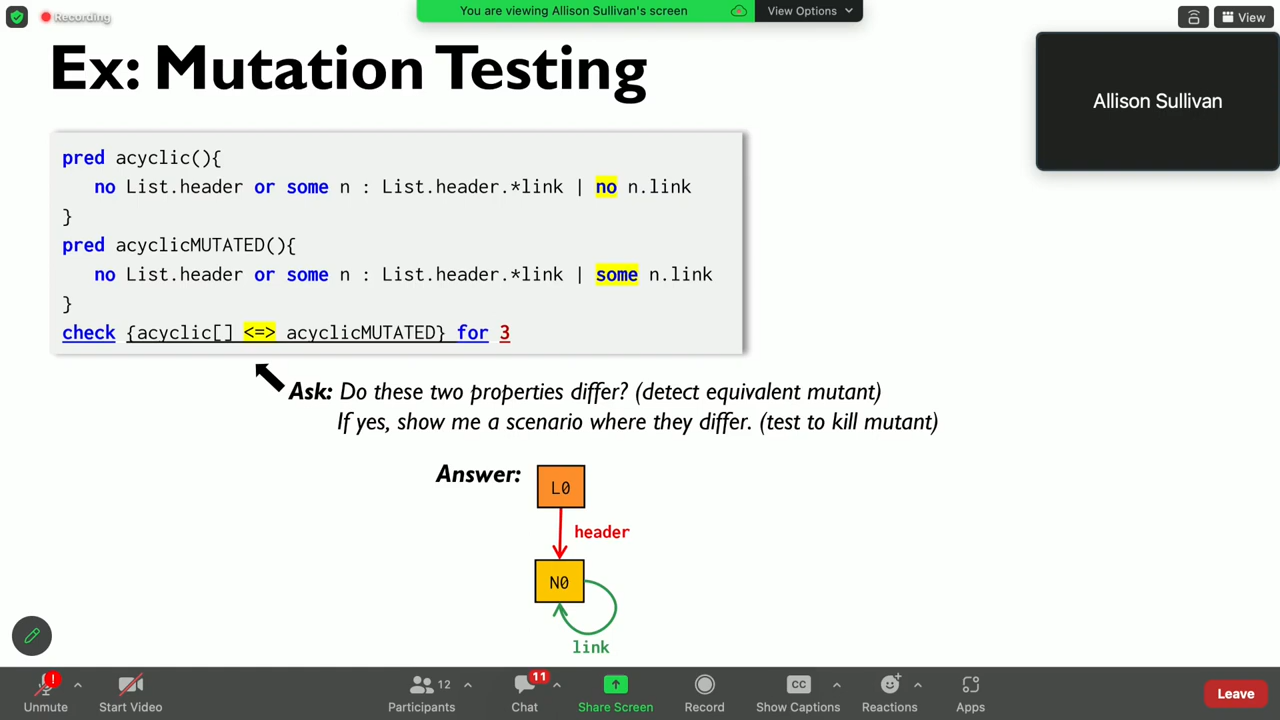 Recording
You are viewing Allison Sullivan's screen
View Options
View
Ex: Mutation Testing
Allison Sullivan
pred acyclic(){
no List.header or some n : List.header.*link | no n.link
}
pred acyclicMUTATED(){
no List.header or some n : List.header.*link | some n.link
}
check {acyclic[] <=> acyclicMUTATED} for 3
Ask: Do these two properties differ? (detect equivalent mutant)
If yes, show me a scenario where they differ. (test to kill mutant)
Answer:
L0
header
N0
link
!
12
11
CC
Unmute
Start Video
Participants
Chat
Share Screen
Record
Show Captions
Reactions
Apps
Leave